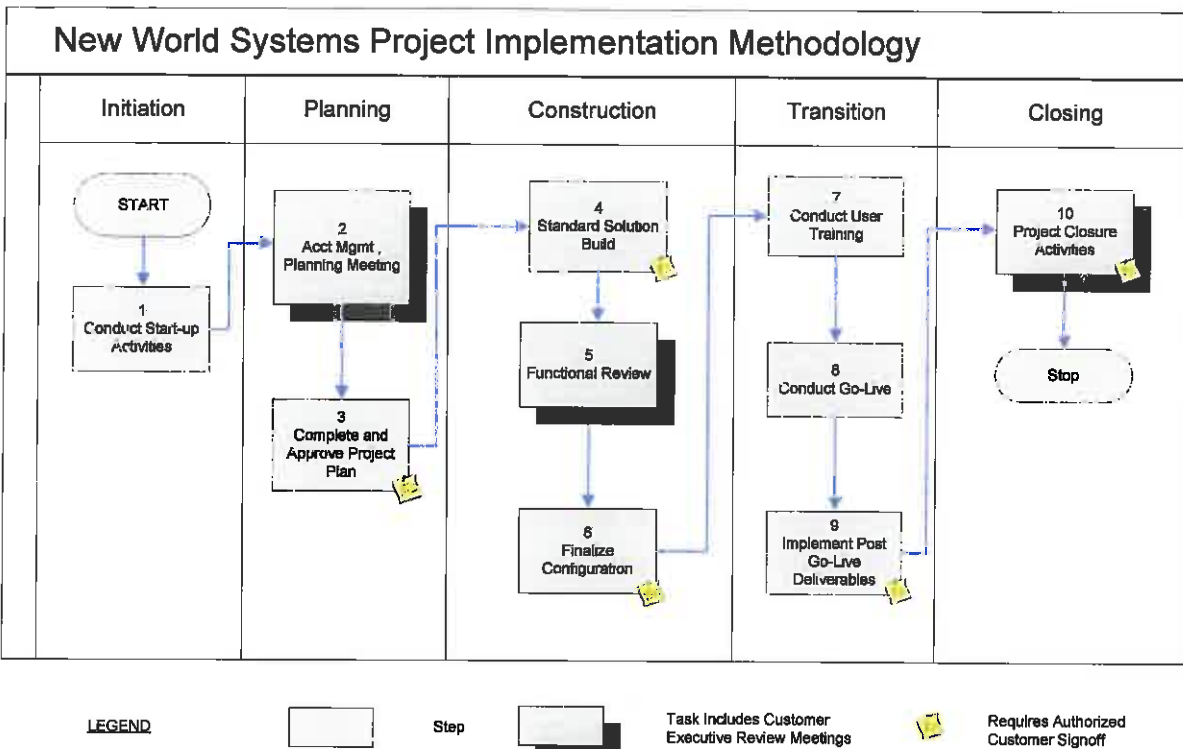 New World Systems Project Implementation Methodology
Initiation
Planning
Construction
Transition
Closing
START
1
Conduct Start-up
Activities
2
Acct Mgmt ,
Planning Meeting
3
Complete and
Approve Project
Plan
4
Standard Solution
Build
5
Functional Review
6
Finalize
Configuration
7
Conduct User
Training
8
Conduct Go-Live
9
Implement Post
Go-Live
Deliverables
10
Project Closure
Activities
Stop
LEGEND
Step
Task Includes Customer
Executive Review Meetings
Requires Authorized
Customer Signoff